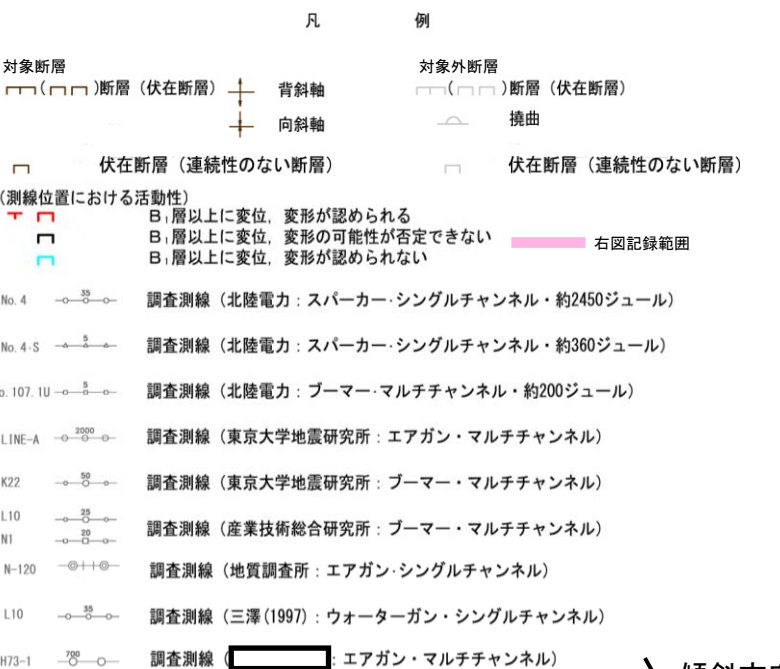 凡 例
対象断層
断層（伏在断層）
背斜軸
向斜軸
対象外断層
断層（伏在断層）
撓曲
伏在断層（連続性のない断層）
伏在断層（連続性のない断層）
(測線位置における活動性)
B₁層以上に変位，変形が認められる
B₁層以上に変位，変形の可能性が否定できない
B₁層以上に変位，変形が認められない
右図記録範囲
No. 4 35 調査測線（北陸電力：スパーカー・シングルチャンネル・約2450ジュール）
No. 4-S 5 調査測線（北陸電力：スパーカー・シングルチャンネル・約360ジュール）
o. 107. 1U 5 調査測線（北陸電力：ブーマー・マルチチャンネル・約200ジュール）
LINE-A 2000 調査測線（東京大学地震研究所：エアガン・マルチチャンネル）
K22 50 調査測線（東京大学地震研究所：ブーマー・マルチチャンネル）
L10 25
N1 20
調査測線（産業技術総合研究所：ブーマー・マルチチャンネル）
N-120 調査測線（地質調査所：エアガン・シングルチャンネル）
L10 35 調査測線（三澤(1997)：ウォーターガン・シングルチャンネル）
H73-1 700 調査測線（ ：エアガン・マルチチャンネル）